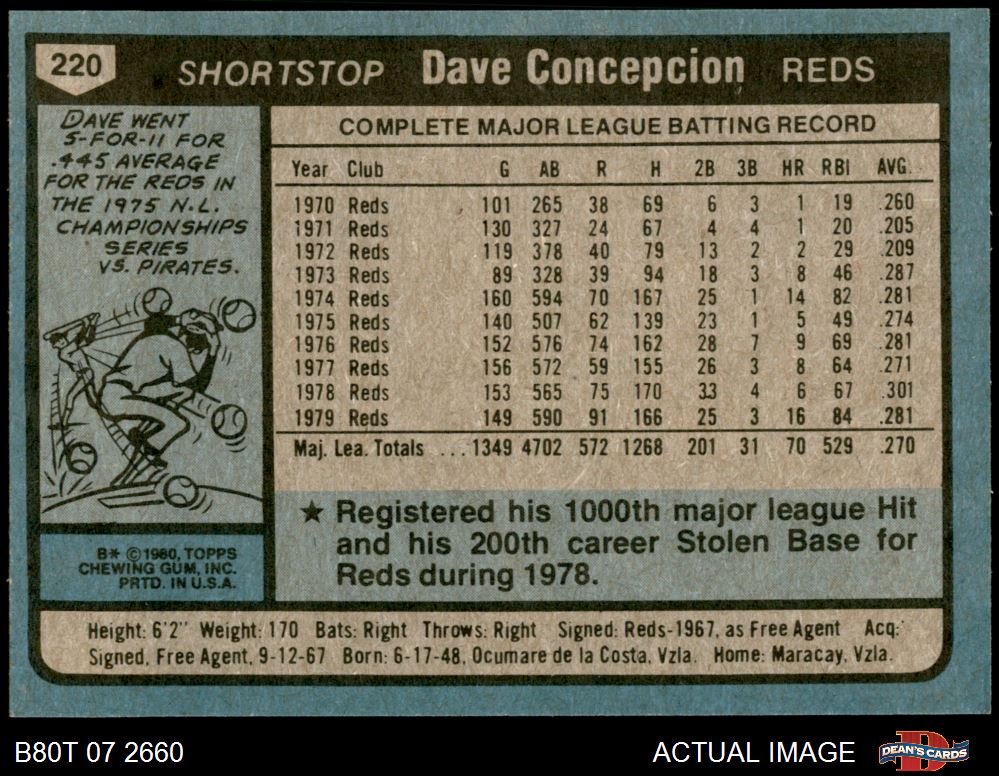 220 SHORTSTOP Dave Concepcion REDS
DAVE WENT
5-FOR-11 FOR
.445 AVERAGE
FOR THE REDS IN
THE 1975 N.L.
CHAMPIONSHIPS
SERIES
VS. PIRATES.
COMPLETE MAJOR LEAGUE BATTING RECORD
Year Club G AB R H 2B 3B HR RBI AVG.
1970 Reds 101 265 38 69 6 3 1 19 .260
1971 Reds 130 327 24 67 4 4 1 20 .205
1972 Reds 119 378 40 79 13 2 2 29 .209
1973 Reds 89 328 39 94 18 3 8 46 .287
1974 Reds 160 594 70 167 25 1 14 82 .281
1975 Reds 140 507 62 139 23 1 5 49 .274
1976 Reds 152 576 74 162 28 7 9 69 .281
1977 Reds 156 572 59 155 26 3 8 64 .271
1978 Reds 153 565 75 170 33 4 6 67 .301
1979 Reds 149 590 91 166 25 3 16 84 .281
Maj. Lea. Totals ... 1349 4702 572 1268 201 31 70 529 .270
★ Registered his 1000th major league Hit
and his 200th career Stolen Base for
Reds during 1978.
B* © 1980, TOPPS
CHEWING GUM, INC.
PRTD. IN U.S.A.
Height: 6'2" Weight: 170 Bats: Right Throws: Right Signed: Reds-1967, as Free Agent Acq:
Signed, Free Agent, 9-12-67 Born: 6-17-48, Ocumare de la Costa, Vzla. Home: Maracay, Vzla.
B80T 07 2660 ACTUAL IMAGE
D
DEAN'S CARDS